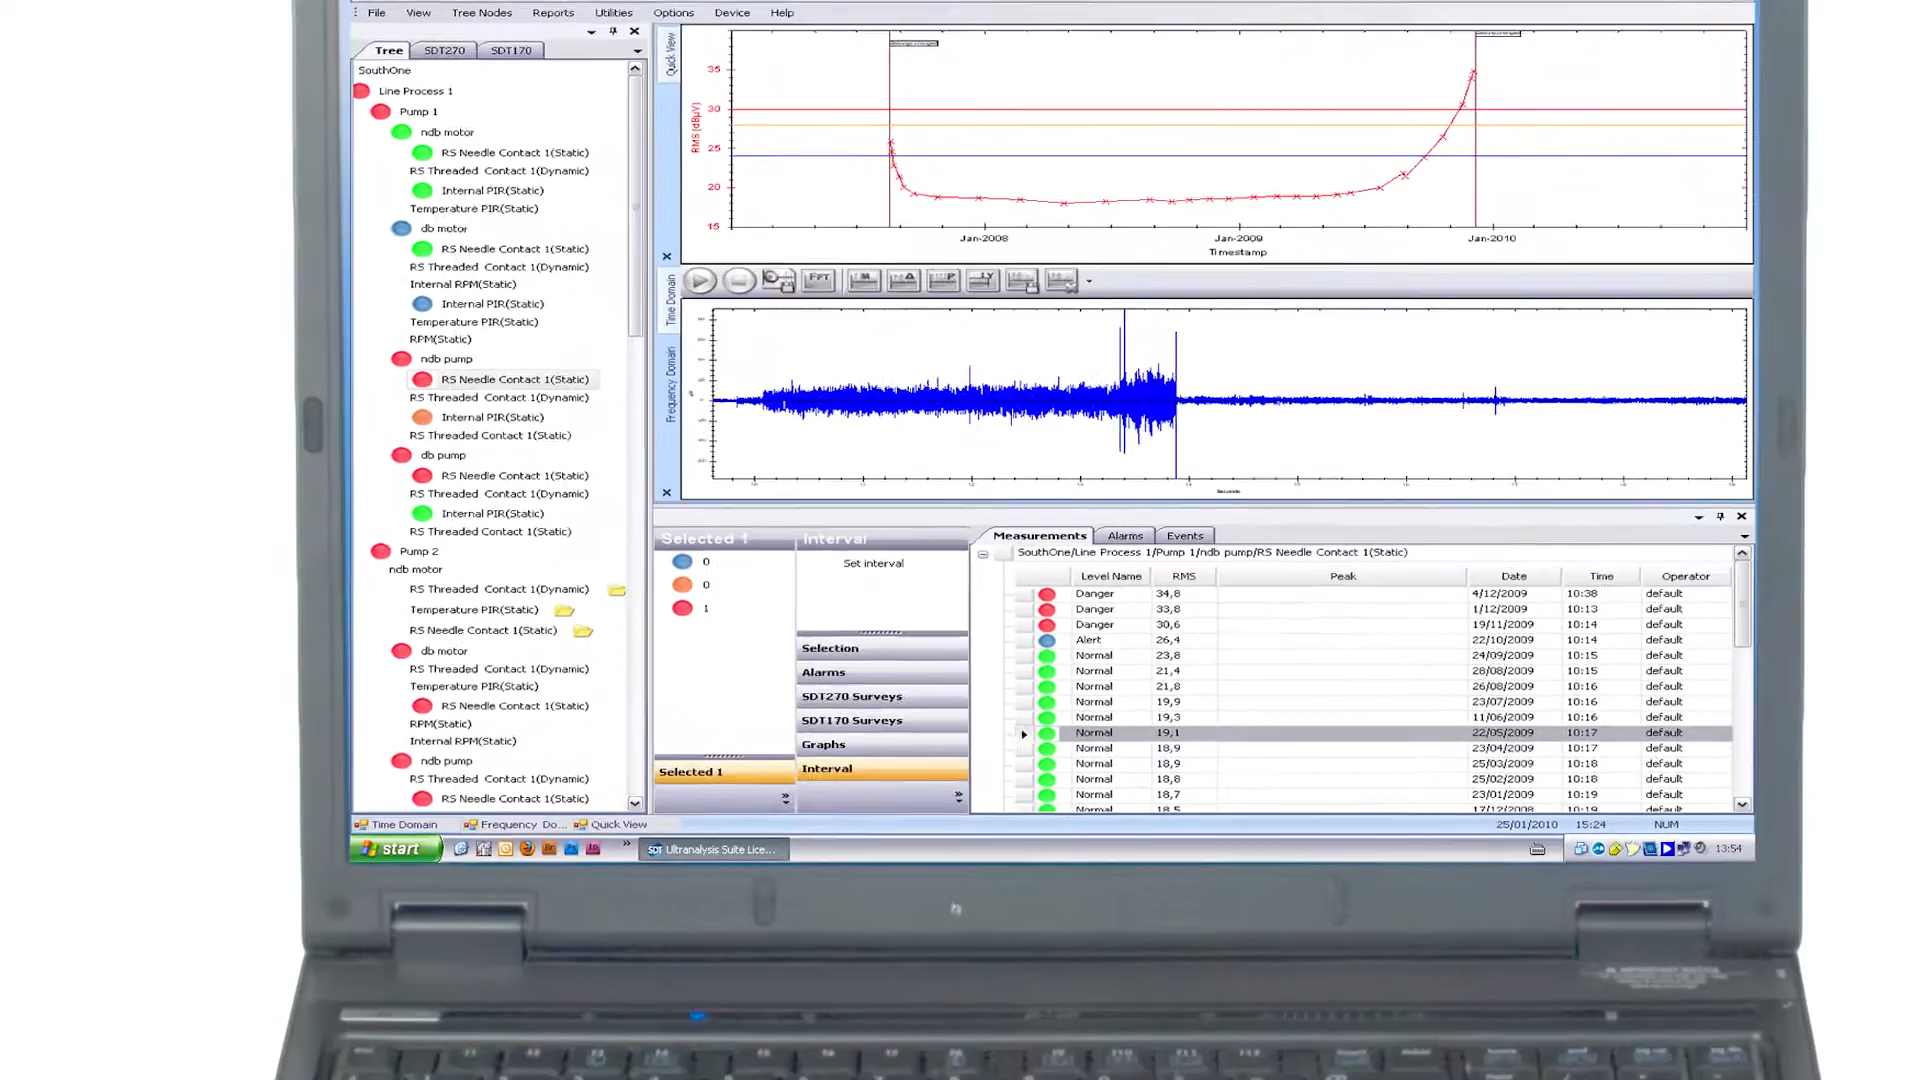 File View Tree Nodes Reports Utilities Options Device Help
Tree SDT270 SDT170
SouthOne
Line Process 1
Pump 1
ndb motor
RS Needle Contact 1(Static)
RS Threaded Contact 1(Dynamic)
Internal PIR(Static)
Temperature PIR(Static)
db motor
RS Needle Contact 1(Static)
RS Threaded Contact 1(Dynamic)
Internal RPM(Static)
Internal PIR(Static)
Temperature PIR(Static)
RPM(Static)
ndb pump
RS Needle Contact 1(Static)
RS Threaded Contact 1(Dynamic)
Internal PIR(Static)
RS Threaded Contact 1(Static)
db pump
RS Needle Contact 1(Static)
RS Threaded Contact 1(Dynamic)
Internal PIR(Static)
RS Threaded Contact 1(Static)
Pump 2
ndb motor
RS Threaded Contact 1(Dynamic)
Temperature PIR(Static)
RS Needle Contact 1(Static)
db motor
RS Threaded Contact 1(Dynamic)
Temperature PIR(Static)
RS Needle Contact 1(Static)
RPM(Static)
Internal RPM(Static)
ndb pump
RS Threaded Contact 1(Dynamic)
RS Needle Contact 1(Static)
Quick View
RMS (dBµV)
35
30
25
20
15
Jan-2008 Jan-2009 Jan-2010
Timestamp
FFT M A P LY
Time Domain
Frequency Domain
Seconds
Selected 1
0
0
1
Selected 1
Interval
Set interval
Selection
Alarms
SDT270 Surveys
SDT170 Surveys
Graphs
Interval
Measurements Alarms Events
SouthOne/Line Process 1/Pump 1/ndb pump/RS Needle Contact 1(Static)
Level Name RMS Peak Date Time Operator
Danger 34,8 4/12/2009 10:38 default
Danger 33,8 1/12/2009 10:13 default
Danger 30,6 19/11/2009 10:14 default
Alert 26,4 22/10/2009 10:14 default
Normal 23,8 24/09/2009 10:15 default
Normal 21,4 28/08/2009 10:15 default
Normal 21,8 26/08/2009 10:16 default
Normal 19,9 23/07/2009 10:16 default
Normal 19,3 11/06/2009 10:16 default
Normal 19,1 22/05/2009 10:17 default
Normal 18,9 23/04/2009 10:17 default
Normal 18,9 25/03/2009 10:18 default
Normal 18,8 25/02/2009 10:18 default
Normal 18,7 23/01/2009 10:19 default
Normal 18,5 17/12/2008 10:19 default
Time Domain Frequency Do... Quick View 25/01/2010 15:24 NUM
start Br Ps Id SDT Ultranalysis Suite Lice... 13:54